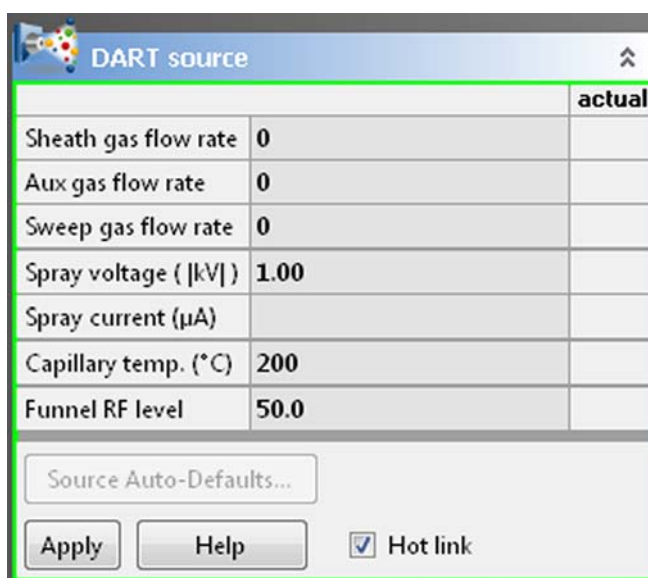 DART source
actual
Sheath gas flow rate 0
Aux gas flow rate 0
Sweep gas flow rate 0
Spray voltage ( |kV| ) 1.00
Spray current (µA)
Capillary temp. (°C) 200
Funnel RF level 50.0
Source Auto-Defaults...
Apply Help Hot link